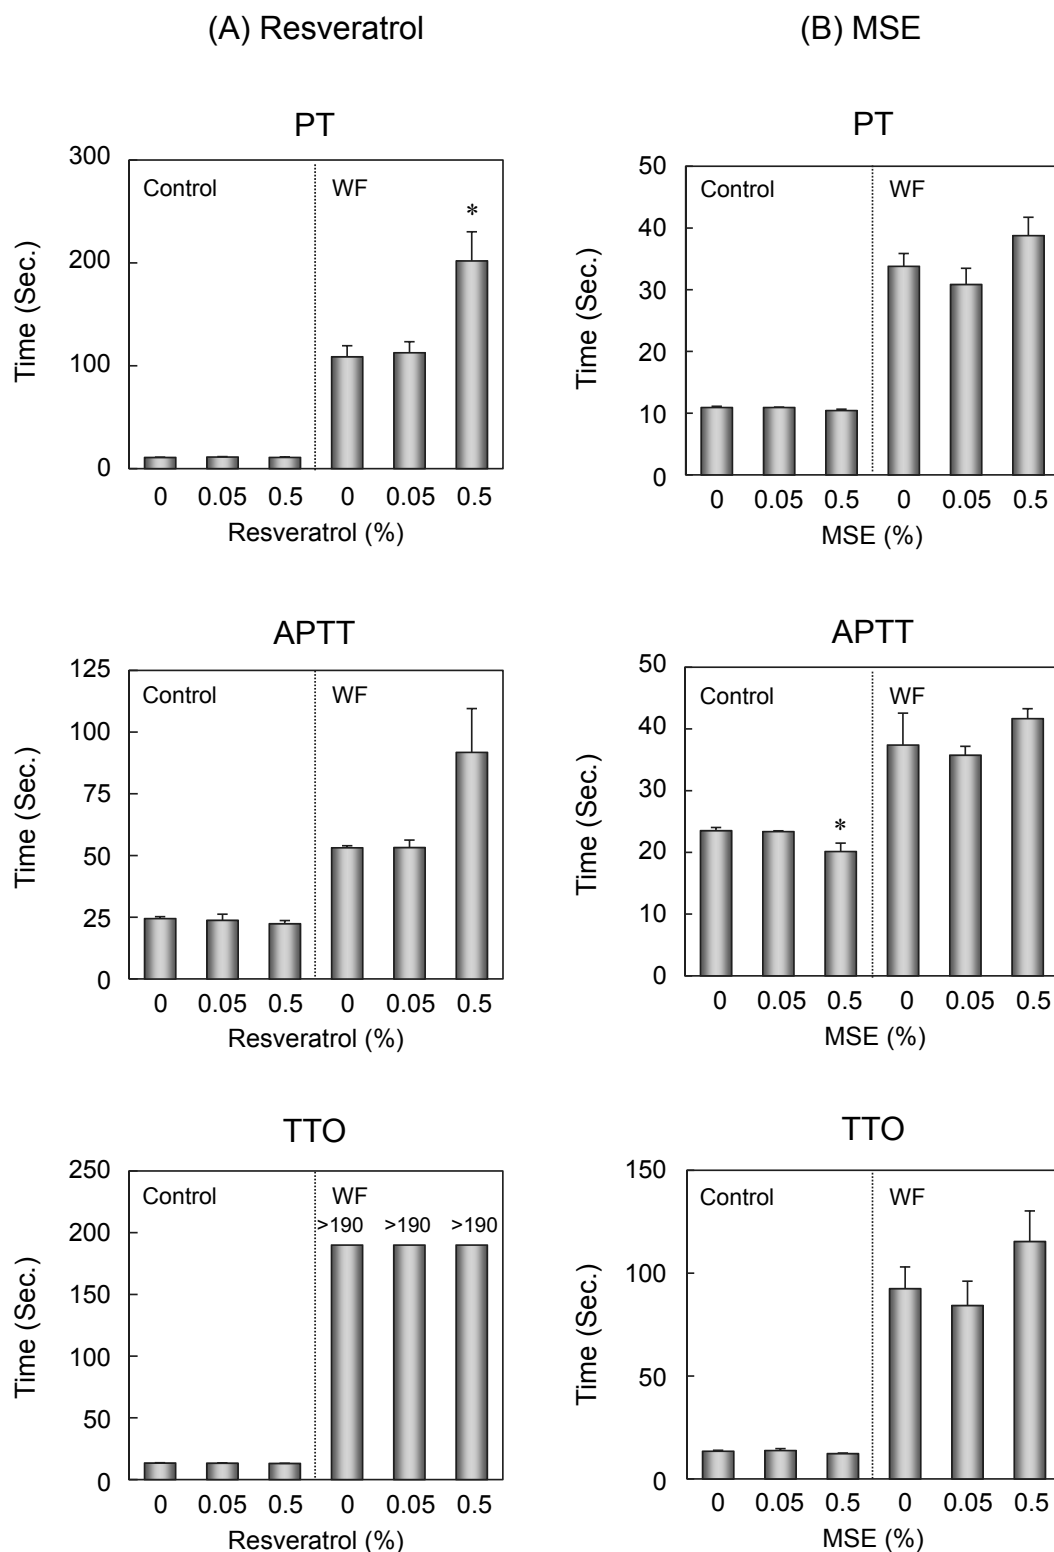 (A) Resveratrol
(B) MSE
PT
300
200
100
0
Time (Sec.)
Control
WF
*
0 0.05 0.5 0 0.05 0.5
Resveratrol (%)
PT
50
40
30
20
10
0
Time (Sec.)
Control
WF
0 0.05 0.5 0 0.05 0.5
MSE (%)
APTT
125
100
75
50
25
0
Time (Sec.)
Control
WF
0 0.05 0.5 0 0.05 0.5
Resveratrol (%)
APTT
50
40
30
20
10
0
Time (Sec.)
Control
WF
*
0 0.05 0.5 0 0.05 0.5
MSE (%)
TTO
250
200
150
100
50
0
Time (Sec.)
Control
WF
>190 >190 >190
0 0.05 0.5 0 0.05 0.5
Resveratrol (%)
TTO
150
100
50
0
Time (Sec.)
Control
WF
0 0.05 0.5 0 0.05 0.5
MSE (%)